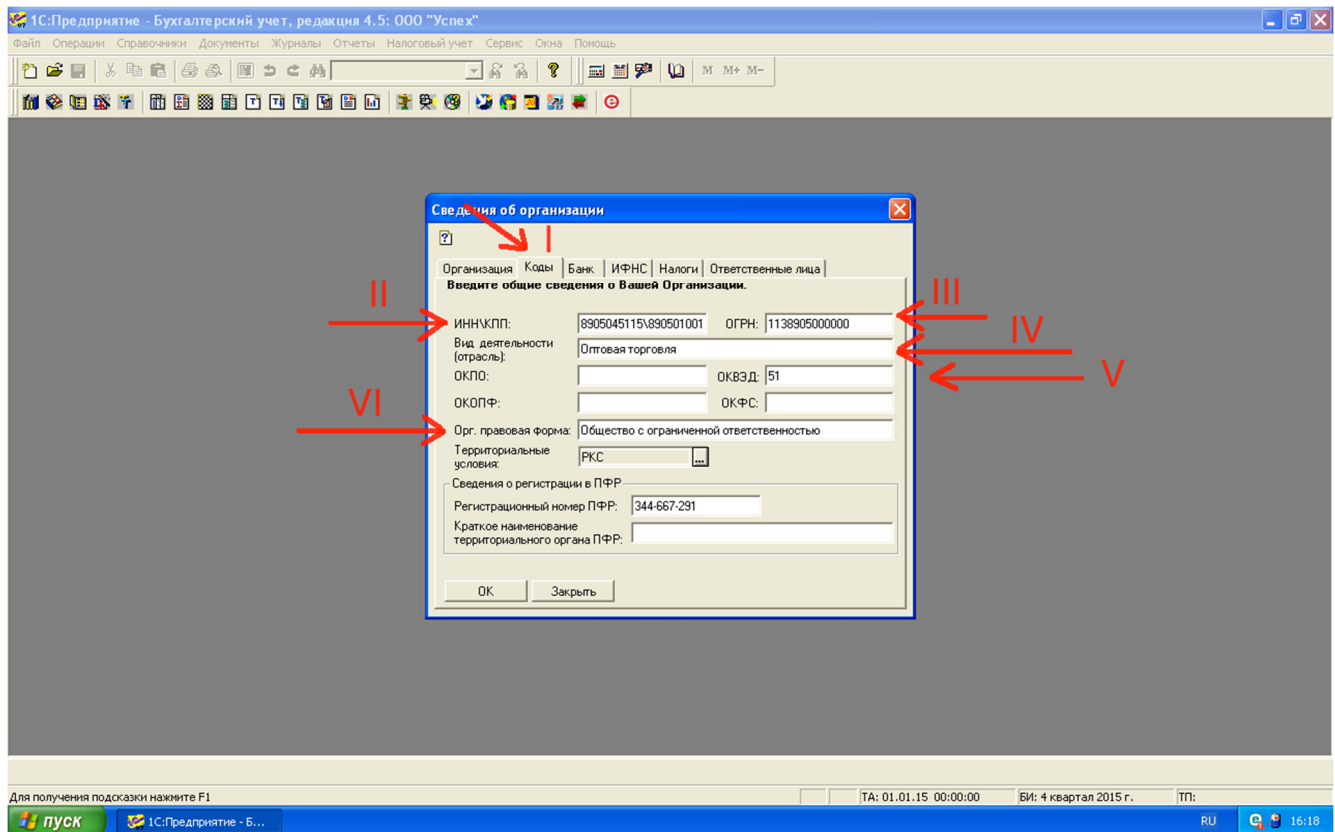 1С:Предприятие - Бухгалтерский учет, редакция 4.5: ООО "Успех"
Файл Операции Справочники Документы Журналы Отчеты Налоговый учет Сервис Окна Помощь
M M+ M-
Сведения об организации
I
Организация Коды Банк ИФНС Налоги Ответственные лица
Введите общие сведения о Вашей Организации.
II
III
ИНН\КПП: 8905045115\890501001 ОГРН: 1138905000000
IV
Вид деятельности
(отрасль): Оптовая торговля
V
ОКПО: ОКВЭД: 51
VI
ОКОПФ: ОКФС:
Орг. правовая форма: Общество с ограниченной ответственностью
Территориальные
условия: РКС ...
Сведения о регистрации в ПФР
Регистрационный номер ПФР: 344-667-291
Краткое наименование
территориального органа ПФР:
OK Закрыть
Для получения подсказки нажмите F1 TA: 01.01.15 00:00:00 БИ: 4 квартал 2015 г. ТП:
пуск 1С:Предприятие - Б... RU 16:18